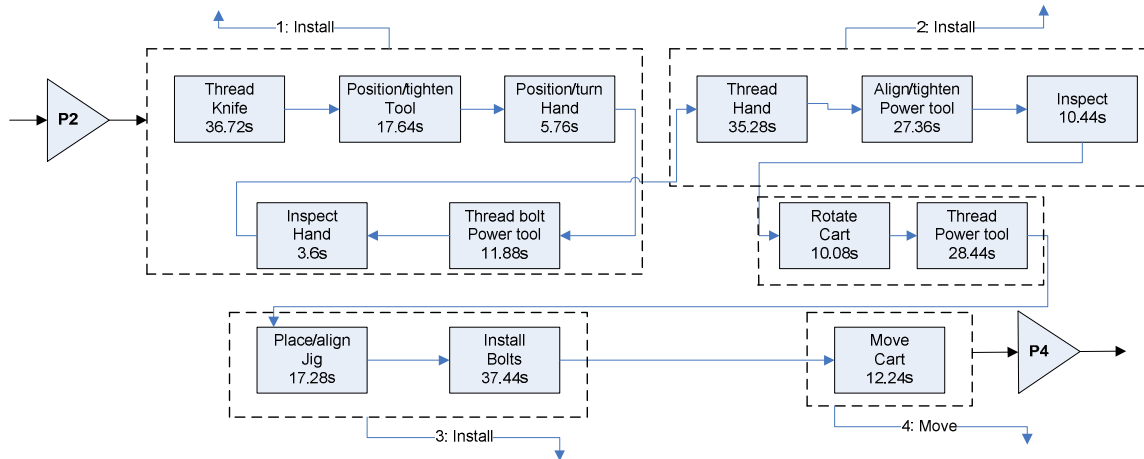 1: Install
2: Install
P2
Thread
Knife
36.72s
Position/tighten
Tool
17.64s
Position/turn
Hand
5.76s
Thread
Hand
35.28s
Align/tighten
Power tool
27.36s
Inspect
10.44s
Inspect
Hand
3.6s
Thread bolt
Power tool
11.88s
Rotate
Cart
10.08s
Thread
Power tool
28.44s
Place/align
Jig
17.28s
Install
Bolts
37.44s
Move
Cart
12.24s
P4
3: Install
4: Move